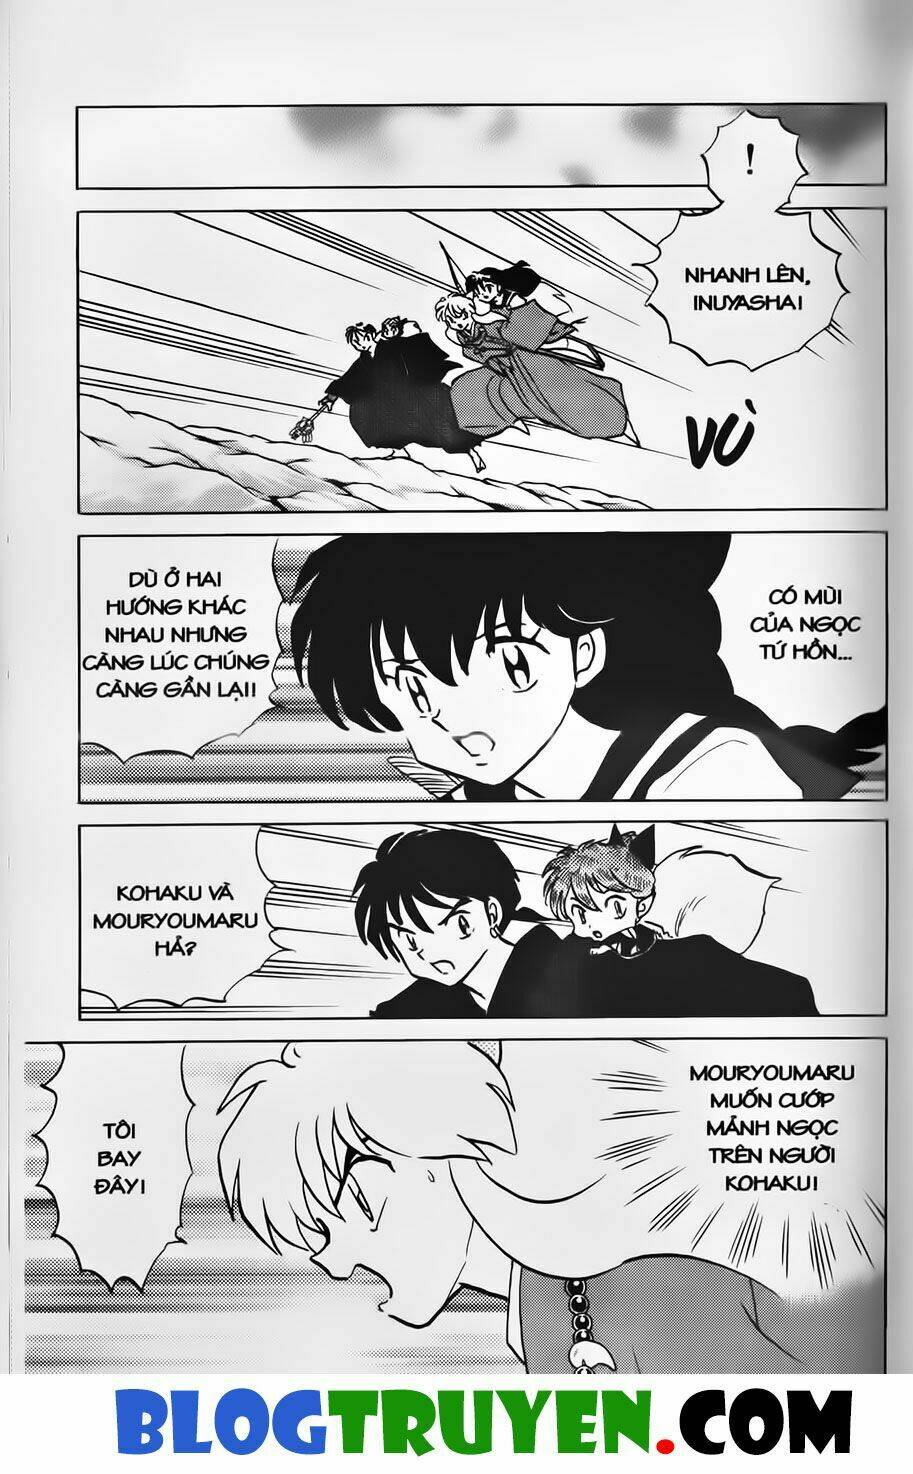 !
NHANH LÊN,
INUYASHA!
VÙ
CÓ MÙI
CỦA NGỌC
TỨ HỒN...
DÙ Ở HAI
HƯỚNG KHÁC
NHAU NHƯNG
CÀNG LÚC CHÚNG
CÀNG GẦN LẠI!
KOHAKU VÀ
MOURYOUMARU
HẢ?
MOURYOUMARU
MUỐN CƯỚP
MẢNH NGỌC
TRÊN NGƯỜI
KOHAKU!
TÔI
BAY
ĐÂY!
BLOGTRUYEN.COM